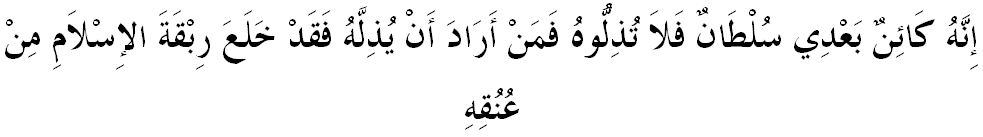 إِنَّهُ كَائِنٌ بَعْدِي سُلْطَانٌ فَلَا تُذِلُّوهُ فَمَنْ أَرَادَ أَنْ يُذِلَّهُ فَقَدْ خَلَعَ رِبْقَةَ الإِسْلَامِ مِنْ
عُنُقِهِ